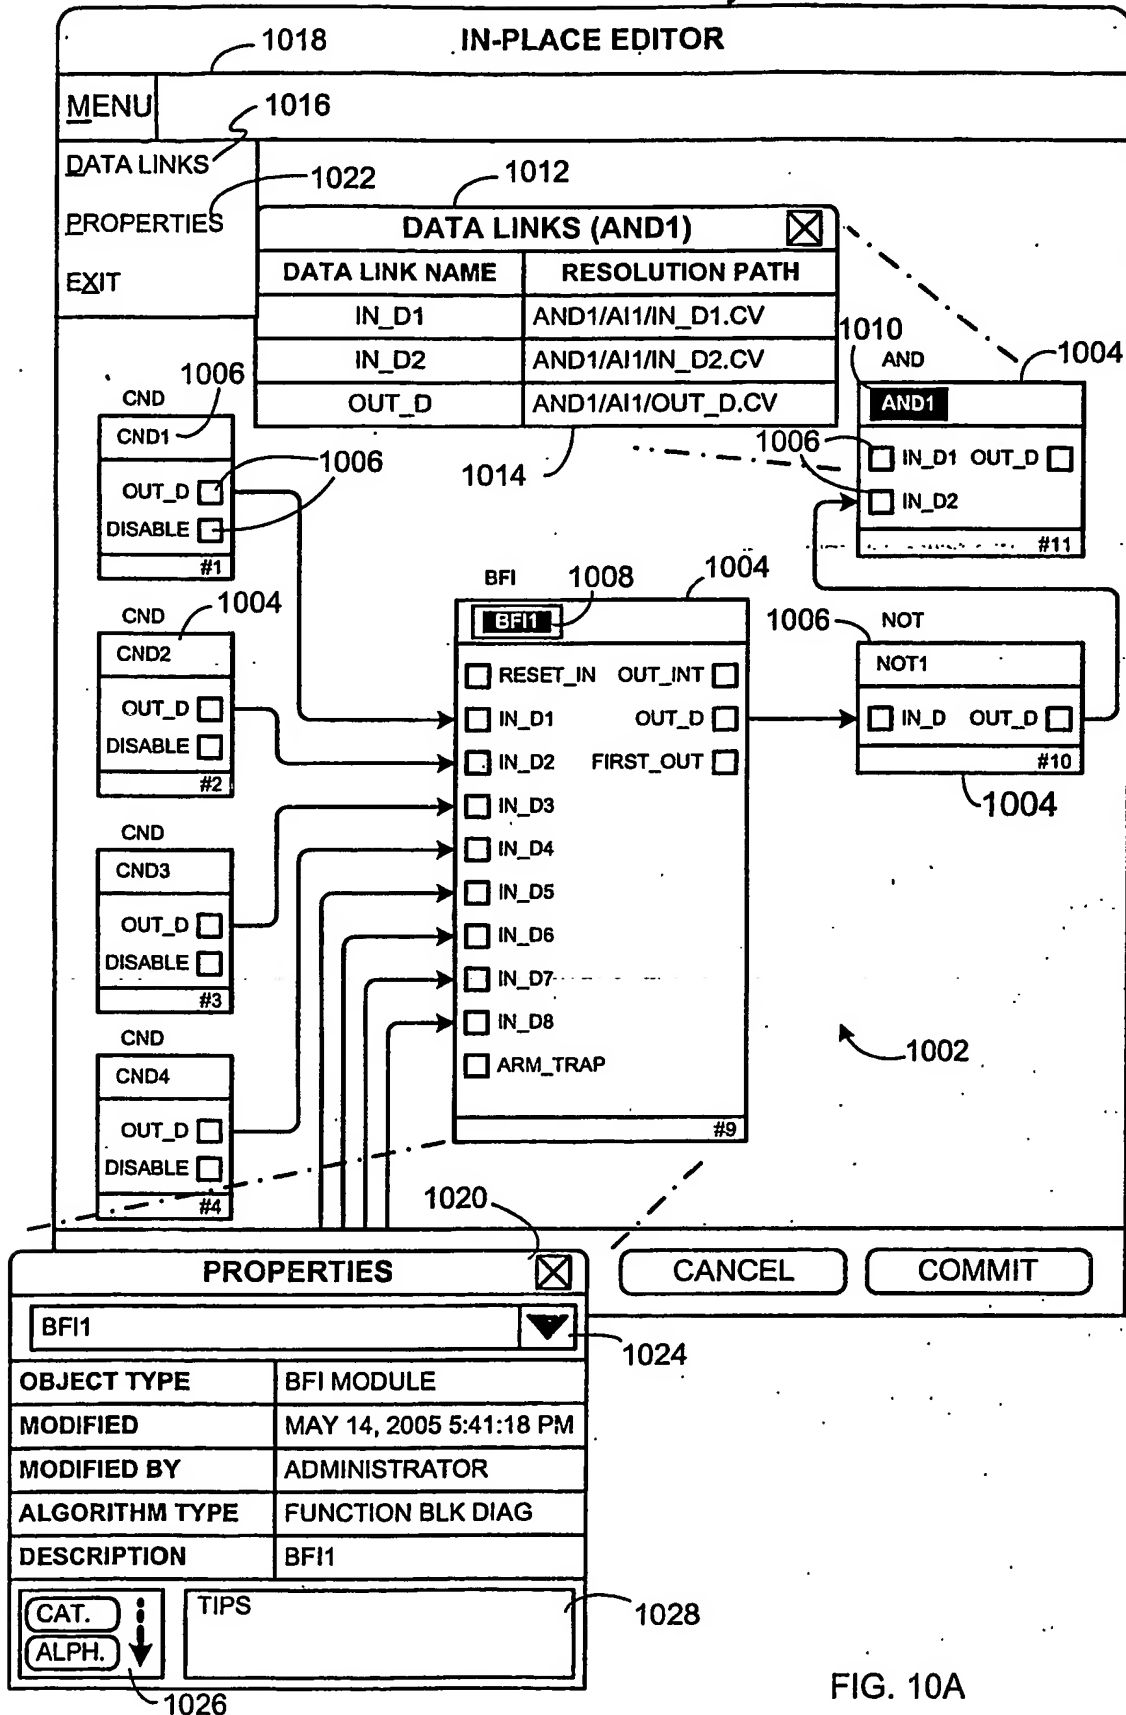 IN-PLACE EDITOR
1018
MENU
1016
DATA LINKS
1022
PROPERTIES
EXIT
1012
DATA LINKS (AND1)
DATA LINK NAME RESOLUTION PATH
IN_D1 AND1/AI1/IN_D1.CV
IN_D2 AND1/AI1/IN_D2.CV
OUT_D AND1/AI1/OUT_D.CV
1014
1010
AND
1004
AND1
1006
IN_D1 OUT_D
1006
IN_D2
#11
CND
1006
CND1
1006
OUT_D
DISABLE
#1
CND
1004
CND2
OUT_D
DISABLE
#2
CND
CND3
OUT_D
DISABLE
#3
CND
CND4
OUT_D
DISABLE
#4
BFI
1008
1004
BFI1
RESET_IN OUT_INT
IN_D1 OUT_D
IN_D2 FIRST_OUT
IN_D3
IN_D4
IN_D5
IN_D6
IN_D7
IN_D8
ARM_TRAP
#9
1006
NOT
NOT1
IN_D OUT_D
#10
1004
1002
1020
CANCEL COMMIT
PROPERTIES
BFI1
1024
OBJECT TYPE BFI MODULE
MODIFIED MAY 14, 2005 5:41:18 PM
MODIFIED BY ADMINISTRATOR
ALGORITHM TYPE FUNCTION BLK DIAG
DESCRIPTION BFI1
CAT.
ALPH.
TIPS
1028
1026
FIG. 10A